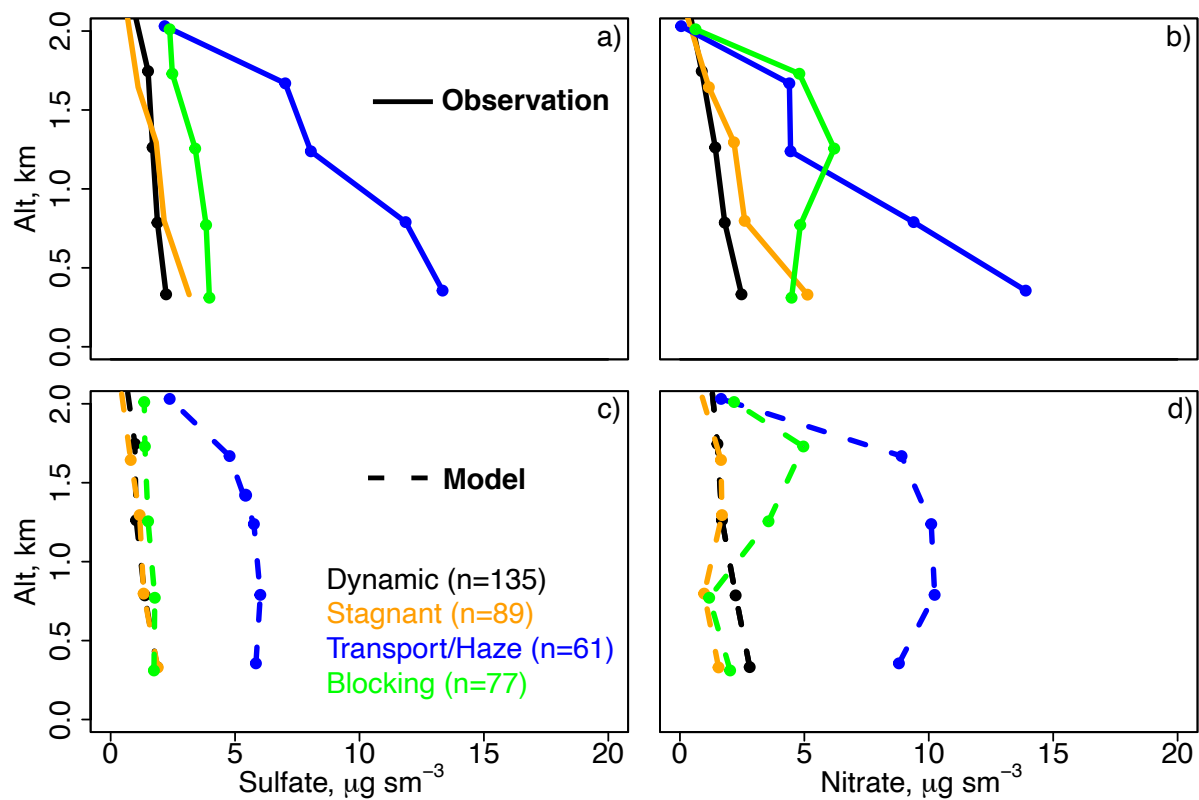 a)
b)
2.0
1.5
1.0
0.5
0.0
Alt, km
Observation
c)
d)
2.0
1.5
1.0
0.5
0.0
Alt, km
Model
Dynamic (n=135)
Stagnant (n=89)
Transport/Haze (n=61)
Blocking (n=77)
0 5 10 15 20
0 5 10 15 20
Sulfate, μg sm⁻³
Nitrate, μg sm⁻³